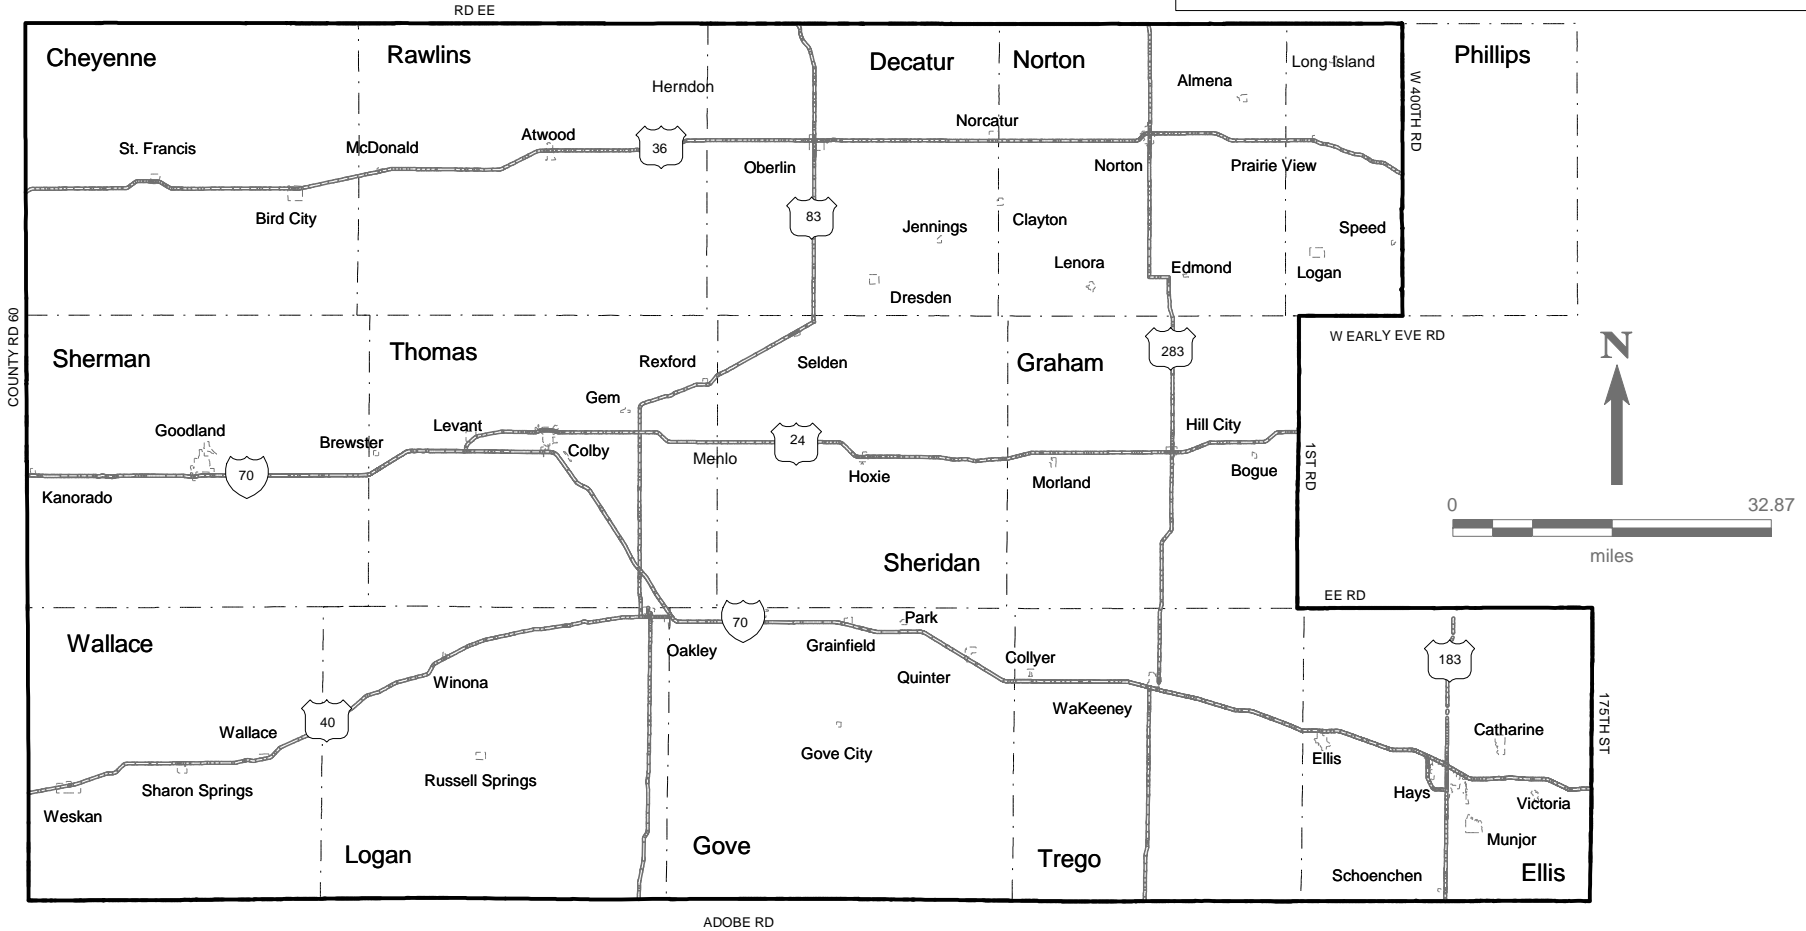 RD EE
Cheyenne
Rawlins
Decatur
Norton
Phillips
Long Island
Almena
Herndon
W 400TH RD
Norcatur
Atwood
McDonald
St. Francis
36
Oberlin
Norton
Prairie View
Bird City
83
Jennings
Clayton
Speed
Lenora
Edmond
Logan
Dresden
COUNTY RD 60
W EARLY EVE RD
N
Sherman
Thomas
Rexford
Selden
Graham
283
Gem
Levant
Goodland
Brewster
Colby
24
Hill City
Menlo
Hoxie
Morland
Bogue
1ST RD
70
Kanorado
0
32.87
miles
Sheridan
EE RD
Wallace
70
Park
Oakley
Grainfield
Collyer
Quinter
183
Winona
WaKeeney
40
Wallace
Gove City
Catharine
175TH ST
Ellis
Russell Springs
Sharon Springs
Hays
Victoria
Weskan
Munjor
Logan
Gove
Trego
Schoenchen
Ellis
ADOBE RD